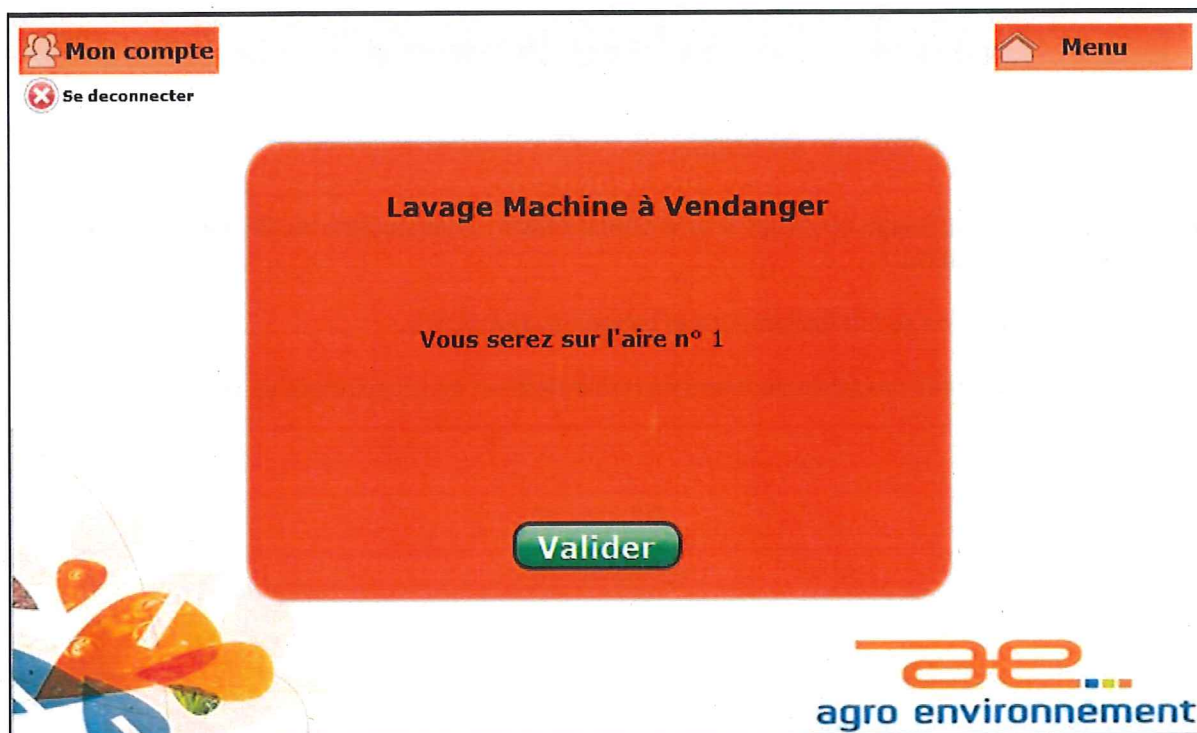 Mon compte
Menu
Se deconnecter
Lavage Machine à Vendanger
Vous serez sur l'aire n° 1
Valider
ae...
agro environnement